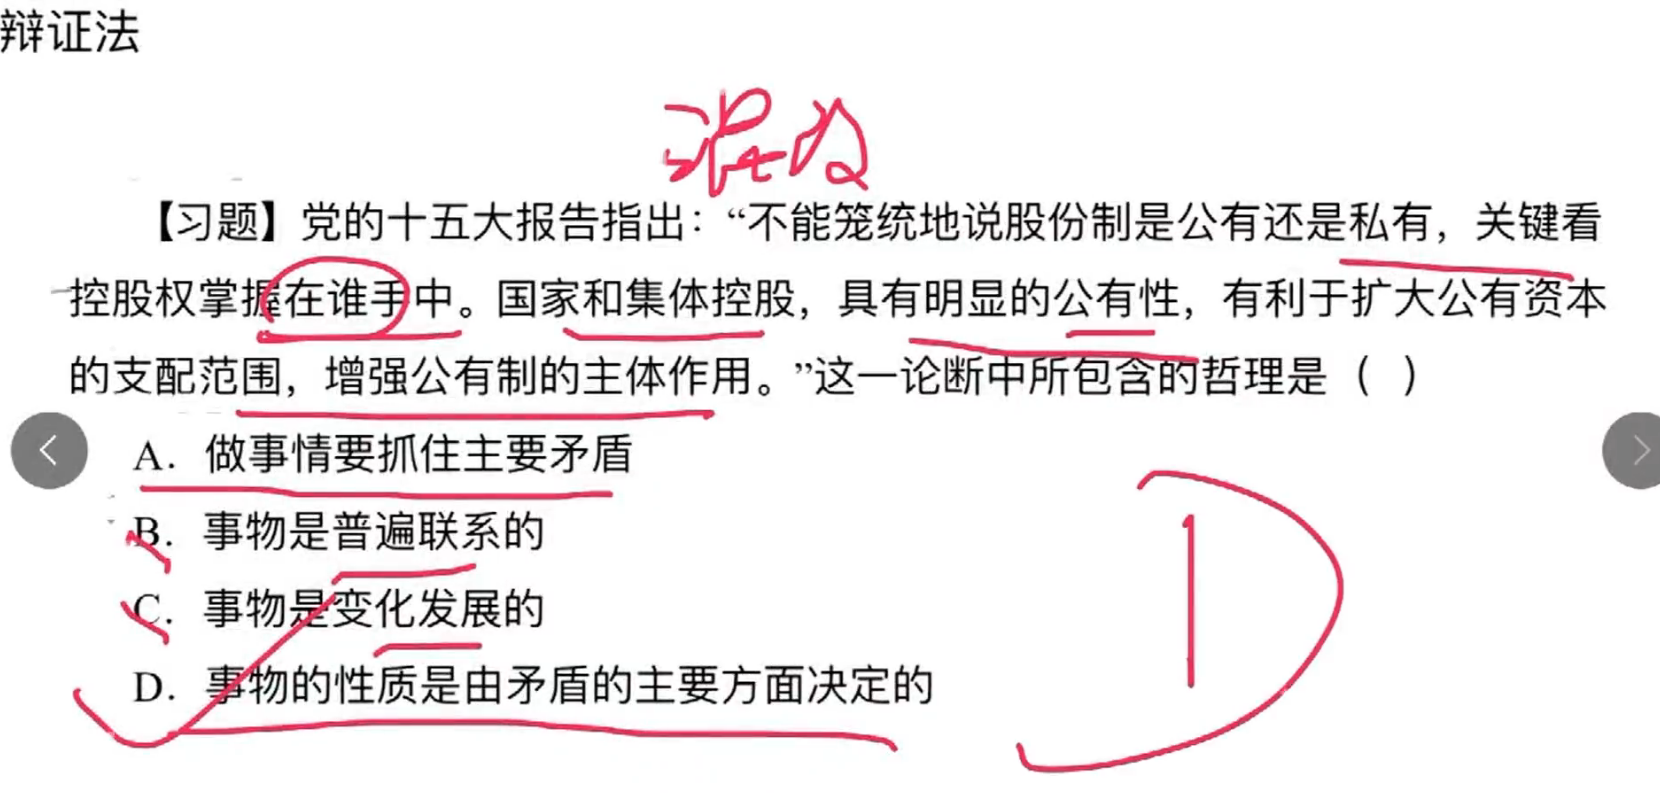 辩证法
混改
【习题】党的十五大报告指出：“不能笼统地说股份制是公有还是私有，关键看
控股权掌握在谁手中。国家和集体控股，具有明显的公有性，有利于扩大公有资本
的支配范围，增强公有制的主体作用。”这一论断中所包含的哲理是（ ）
A．做事情要抓住主要矛盾
B．事物是普遍联系的
C．事物是变化发展的
D．事物的性质是由矛盾的主要方面决定的
D